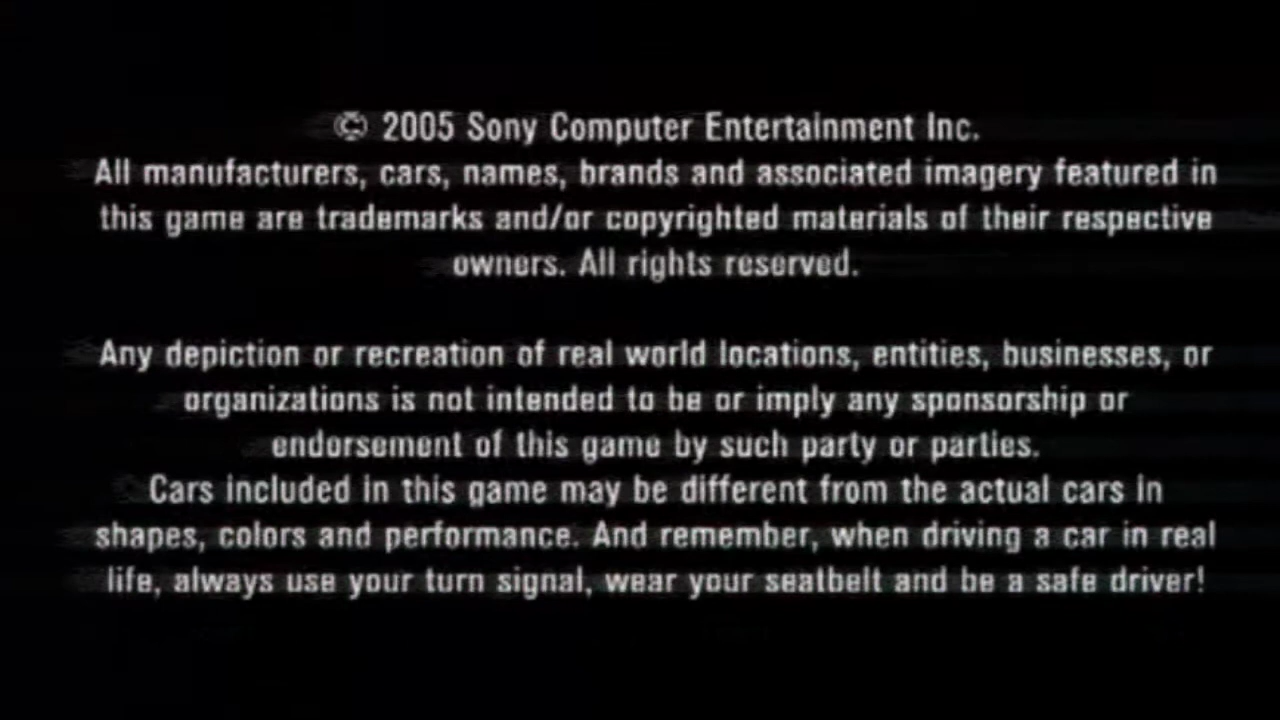 © 2005 Sony Computer Entertainment Inc.
All manufacturers, cars, names, brands and associated imagery featured in
this game are trademarks and/or copyrighted materials of their respective
owners. All rights reserved.
Any depiction or recreation of real world locations, entities, businesses, or
organizations is not intended to be or imply any sponsorship or
endorsement of this game by such party or parties.
Cars included in this game may be different from the actual cars in
shapes, colors and performance. And remember, when driving a car in real
life, always use your turn signal, wear your seatbelt and be a safe driver!